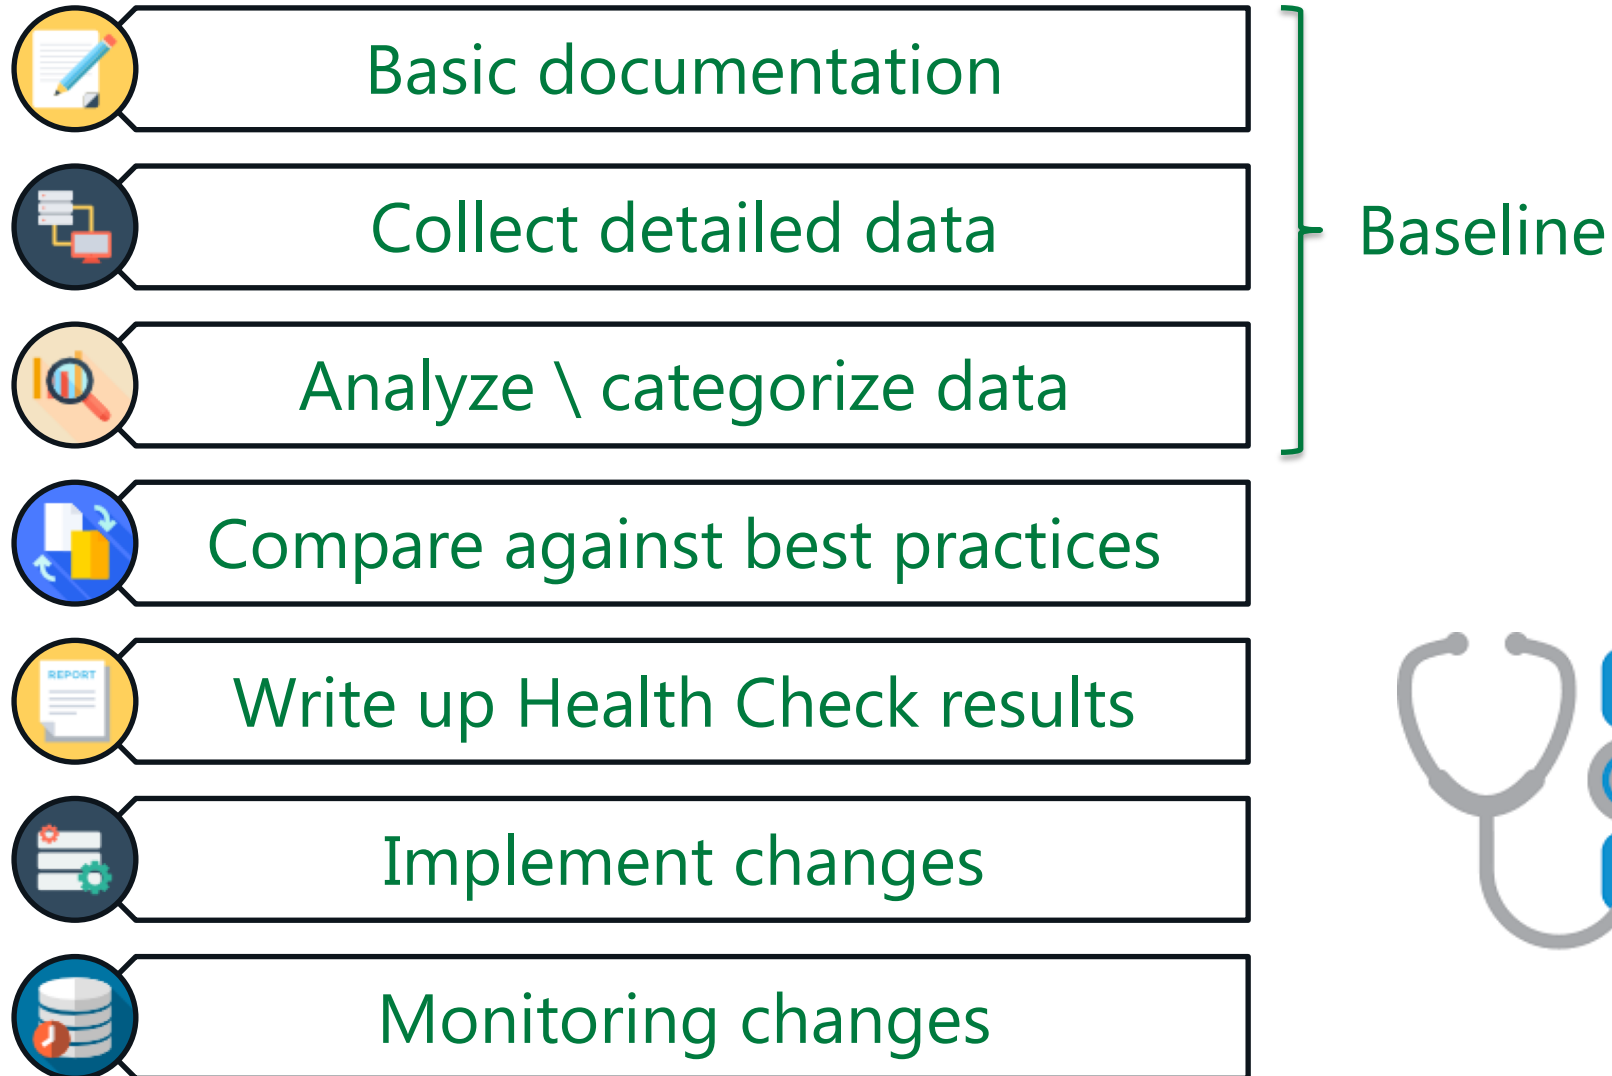 Basic documentation
Collect detailed data
Baseline
Analyze \ categorize data
Compare against best practices
REPORT
Write up Health Check results
Implement changes
Monitoring changes